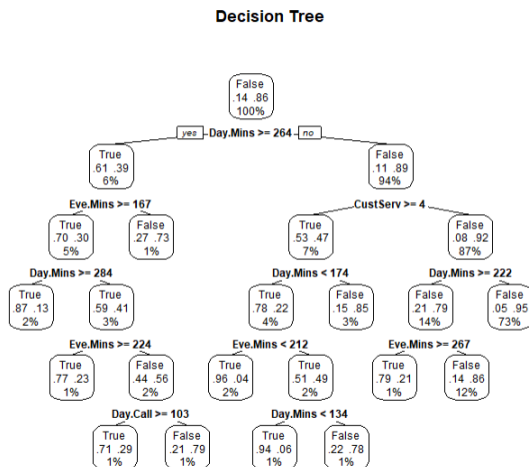 Decision Tree
False
.14 .86
100%
yes Day.Mins >= 264 no
True
.61 .39
6%
False
.11 .89
94%
Eve.Mins >= 167
CustServ >= 4
True
.70 .30
5%
False
.27 .73
1%
True
.53 .47
7%
False
.08 .92
87%
Day.Mins >= 284
Day.Mins < 174
Day.Mins >= 222
True
.87 .13
2%
True
.59 .41
3%
True
.78 .22
4%
False
.15 .85
3%
False
.21 .79
14%
False
.05 .95
73%
Eve.Mins >= 224
Eve.Mins < 212
Eve.Mins >= 267
True
.77 .23
1%
False
.44 .56
2%
True
.96 .04
2%
True
.51 .49
2%
True
.79 .21
1%
False
.14 .86
12%
Day.Call >= 103
Day.Mins < 134
True
.71 .29
1%
False
.21 .79
1%
True
.94 .06
1%
False
.22 .78
1%